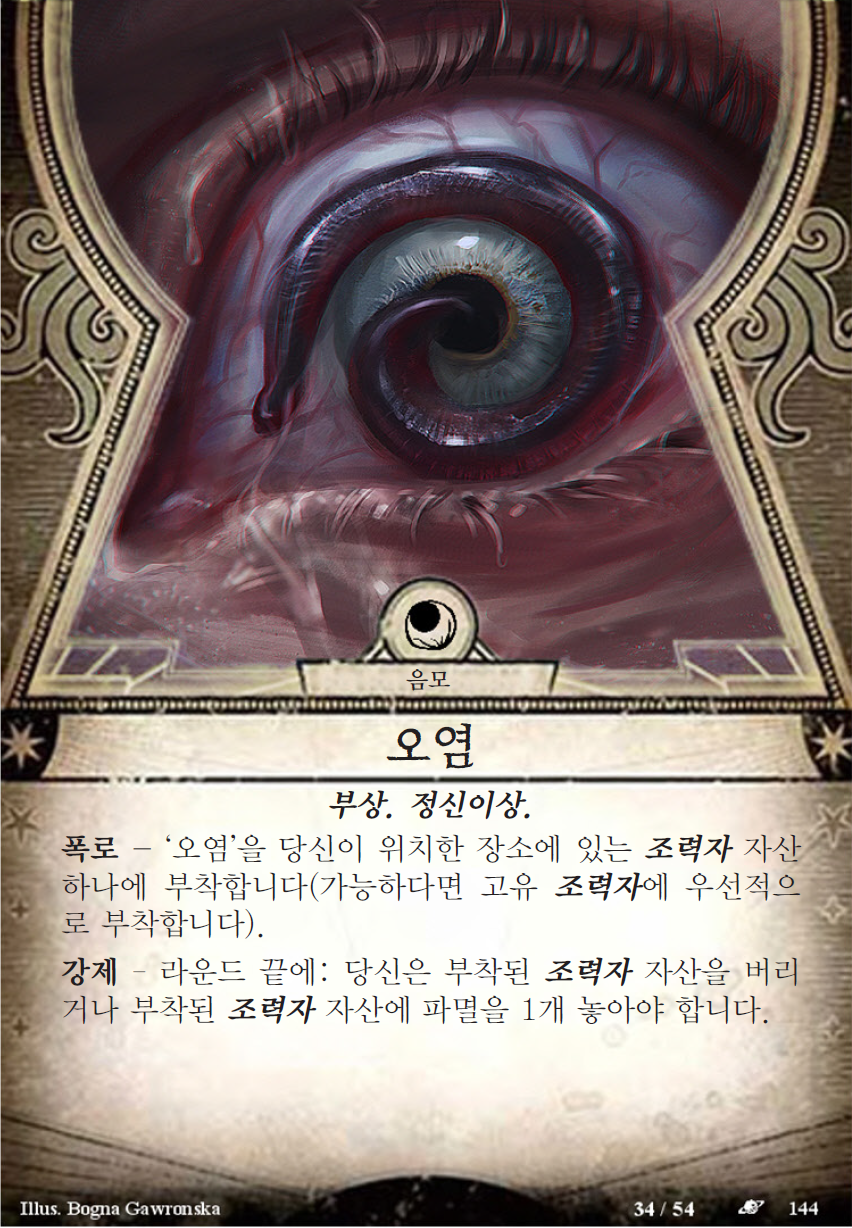 음모
오염
부상. 정신이상.
폭로 – ‘오염’을 당신이 위치한 장소에 있는 조력자 자산
하나에 부착합니다(가능하다면 고유 조력자에 우선적으
로 부착합니다).
강제 – 라운드 끝에: 당신은 부착된 조력자 자산을 버리
거나 부착된 조력자 자산에 파멸을 1개 놓아야 합니다.
Illus. Bogna Gawronska 34 / 54 144